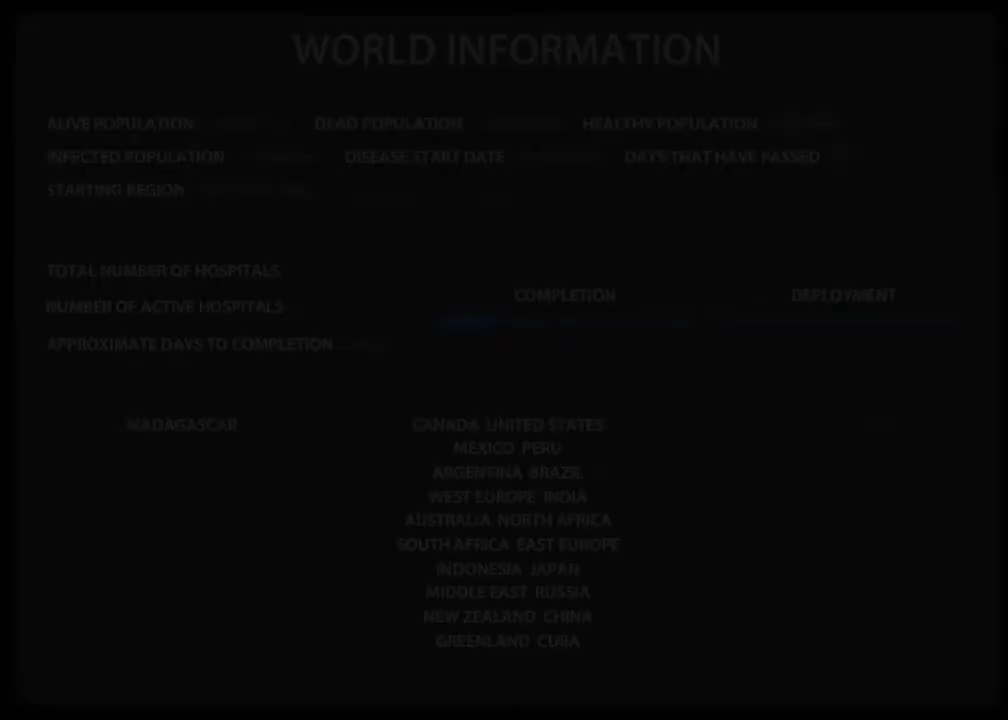 WORLD INFORMATION
ALIVE POPULATION DEAD POPULATION HEALTHY POPULATION
INFECTED POPULATION DISEASE START DATE DAYS THAT HAVE PASSED
STARTING REGION
TOTAL NUMBER OF HOSPITALS
COMPLETION DEPLOYMENT
NUMBER OF ACTIVE HOSPITALS
APPROXIMATE DAYS TO COMPLETION
MADAGASCAR CANADA UNITED STATES
MEXICO PERU
ARGENTINA BRAZIL
WEST EUROPE INDIA
AUSTRALIA NORTH AFRICA
SOUTH AFRICA EAST EUROPE
INDONESIA JAPAN
MIDDLE EAST RUSSIA
NEW ZEALAND CHINA
GREENLAND CUBA